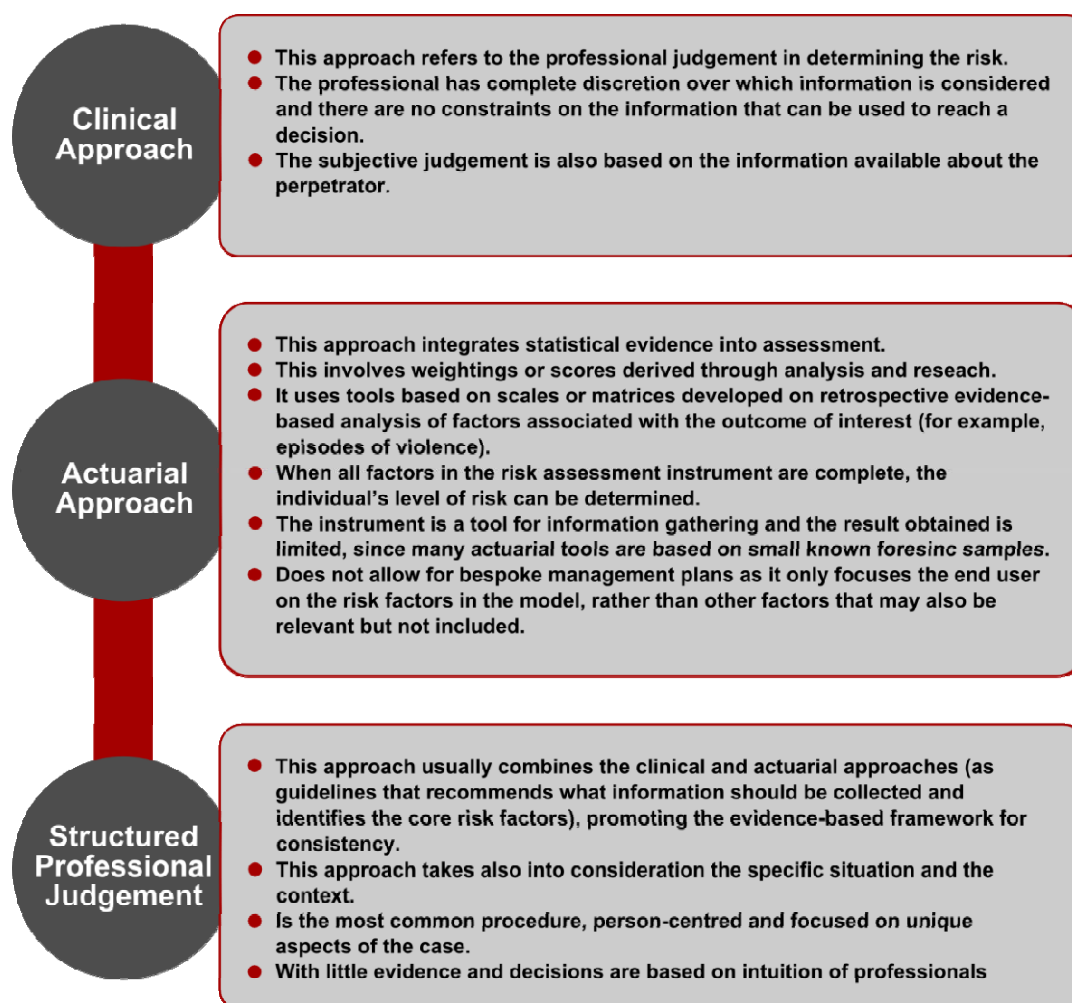 Clinical
Approach
● This approach refers to the professional judgement in determining the risk.
● The professional has complete discretion over which information is considered
and there are no constraints on the information that can be used to reach a
decision.
● The subjective judgement is also based on the information available about the
perpetrator.
Actuarial
Approach
● This approach integrates statistical evidence into assessment.
● This involves weightings or scores derived through analysis and reseach.
● It uses tools based on scales or matrices developed on retrospective evidence-
based analysis of factors associated with the outcome of interest (for example,
episodes of violence).
● When all factors in the risk assessment instrument are complete, the
individual's level of risk can be determined.
● The instrument is a tool for information gathering and the result obtained is
limited, since many actuarial tools are based on small known foresinc samples.
● Does not allow for bespoke management plans as it only focuses the end user
on the risk factors in the model, rather than other factors that may also be
relevant but not included.
Structured
Professional
Judgement
● This approach usually combines the clinical and actuarial approaches (as
guidelines that recommends what information should be collected and
identifies the core risk factors), promoting the evidence-based framework for
consistency.
● This approach takes also into consideration the specific situation and the
context.
● Is the most common procedure, person-centred and focused on unique
aspects of the case.
● With little evidence and decisions are based on intuition of professionals